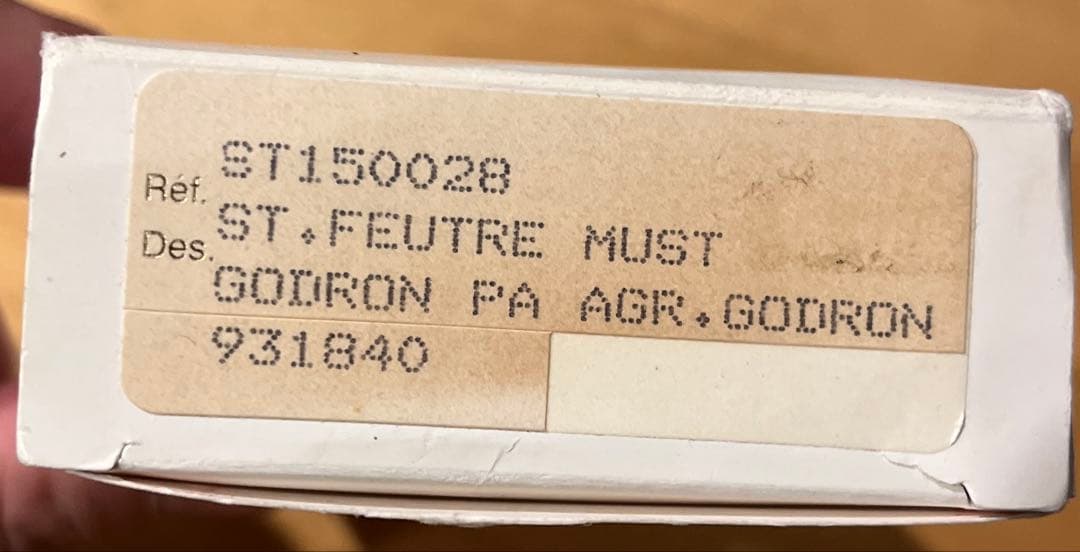 Réf. ST150028
Des. ST.FEUTRE MUST
GODRON PA AGR.GODRON
931840